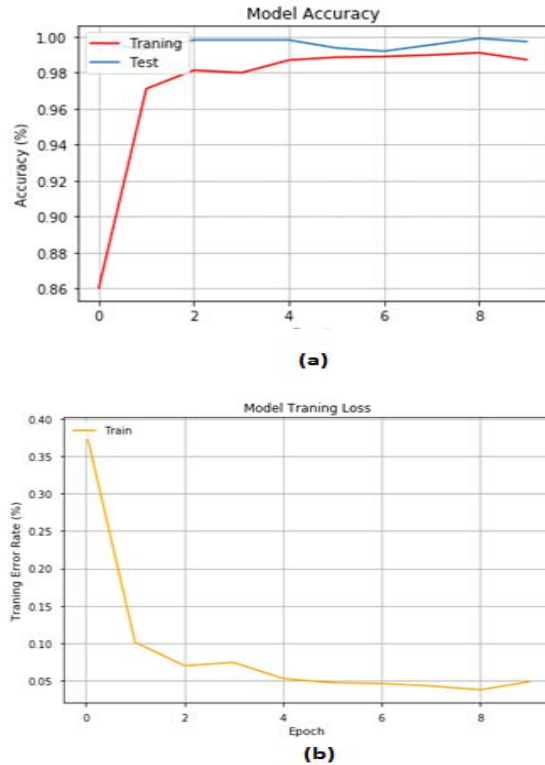 Model Accuracy
1.00
0.98
0.96
0.94
0.92
0.90
0.88
0.86
Accuracy (%)
Traning
Test
0 2 4 6 8
(a)
Model Traning Loss
0.40
0.35
0.30
0.25
0.20
0.15
0.10
0.05
Traning Error Rate (%)
Train
0 2 4 6 8
Epoch
(b)